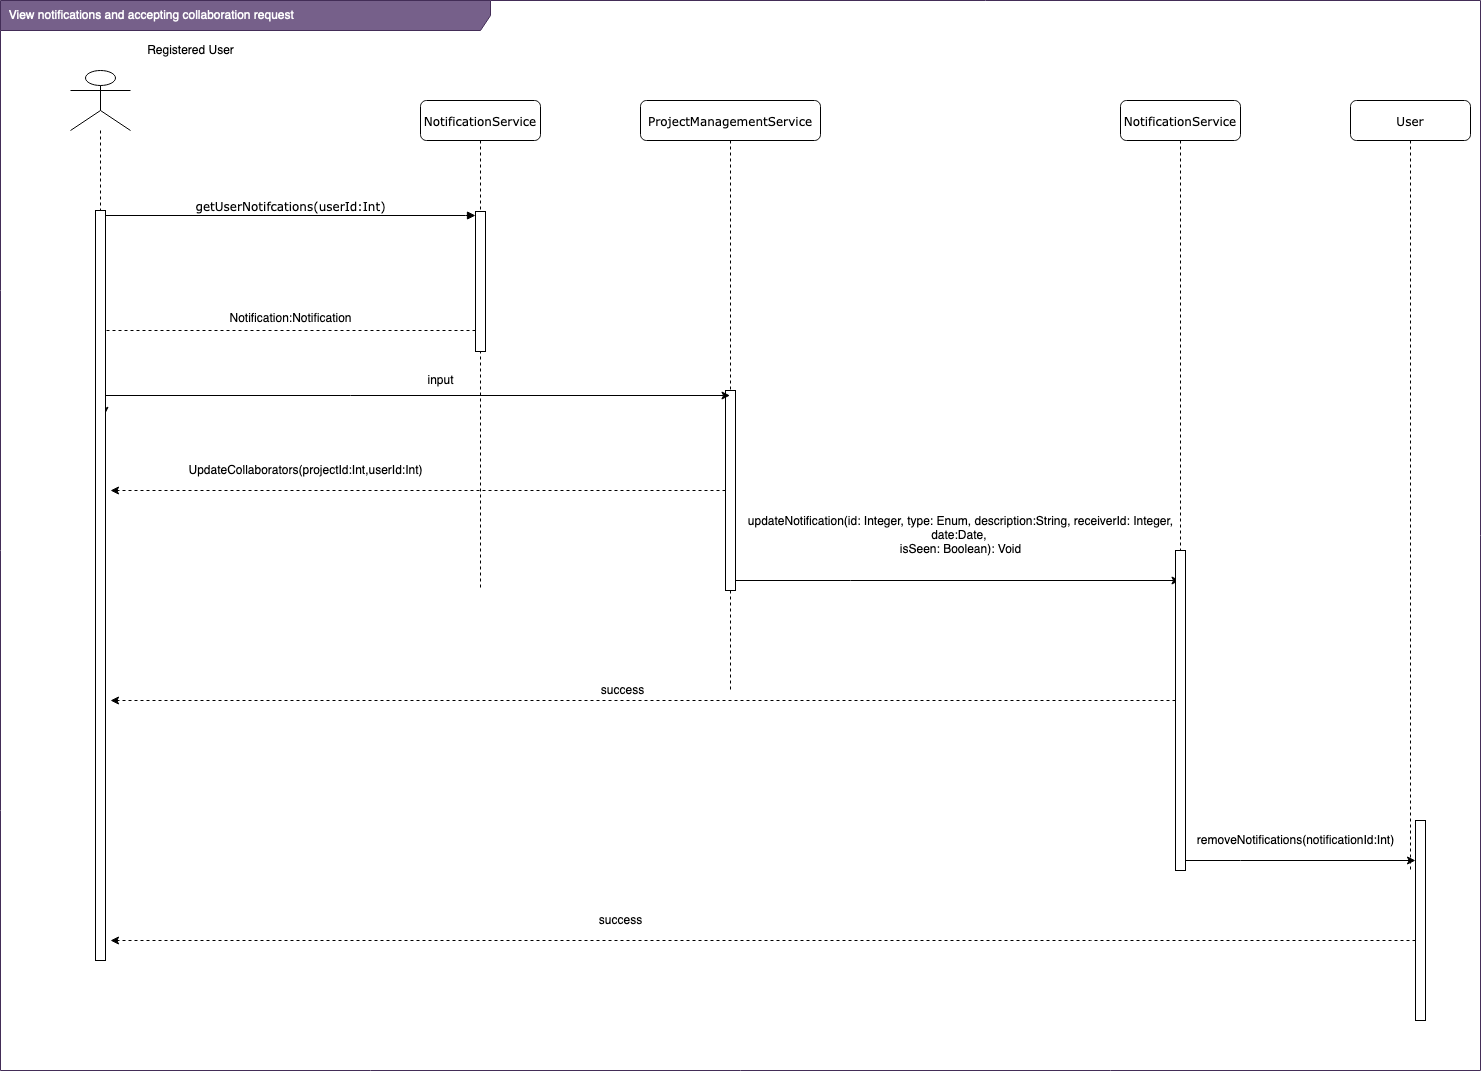 View notifications and accepting collaboration request
Registered User
NotificationService
ProjectManagementService
NotificationService
User
getUserNotifcations(userId:Int)
Notification:Notification
input
UpdateCollaborators(projectId:Int,userId:Int)
updateNotification(id: Integer, type: Enum, description:String, receiverId: Integer,
date:Date,
isSeen: Boolean): Void
success
removeNotifications(notificationId:Int)
success